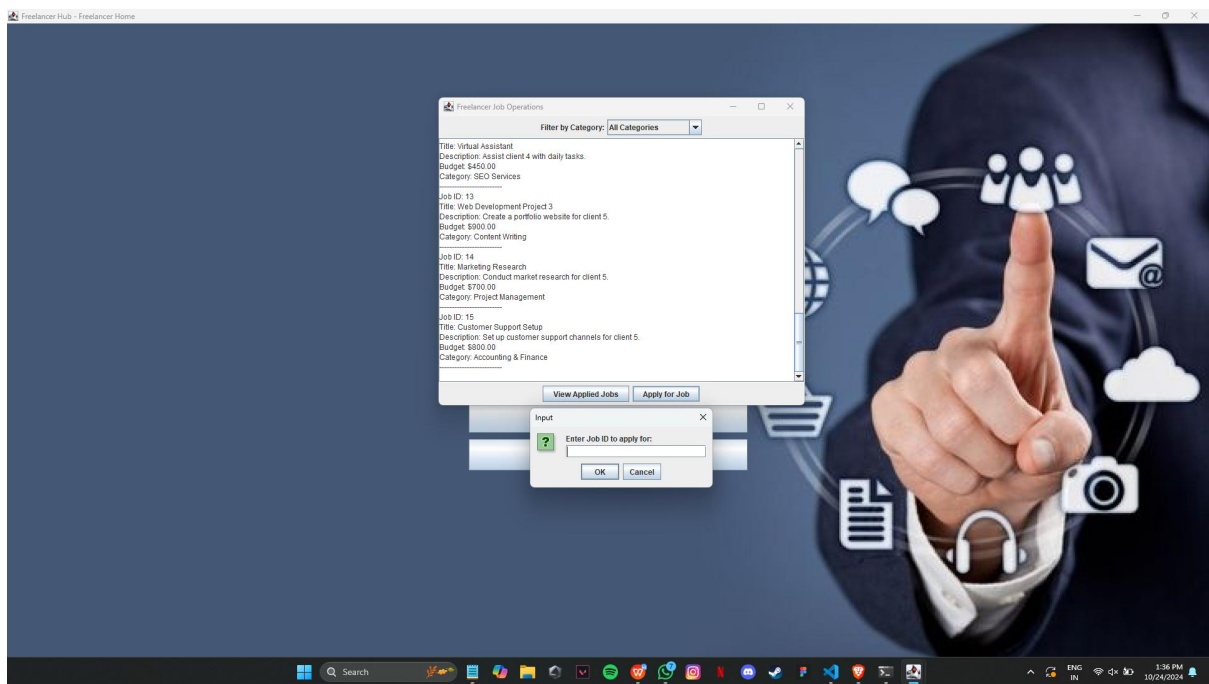 Freelancer Hub - Freelancer Home
Freelancer Job Operations
Filter by Category: All Categories
Title: Virtual Assistant
Description: Assist client 4 with daily tasks.
Budget: $450.00
Category: SEO Services
------------------------------
Job ID: 13
Title: Web Development Project 3
Description: Create a portfolio website for client 5.
Budget: $900.00
Category: Content Writing
------------------------------
Job ID: 14
Title: Marketing Research
Description: Conduct market research for client 5.
Budget: $700.00
Category: Project Management
------------------------------
Job ID: 15
Title: Customer Support Setup
Description: Set up customer support channels for client 5.
Budget: $800.00
Category: Accounting & Finance
------------------------------
View Applied Jobs Apply for Job
Input
?
Enter Job ID to apply for:
OK Cancel
@
Search
ENG
IN
1:36 PM
10/24/2024